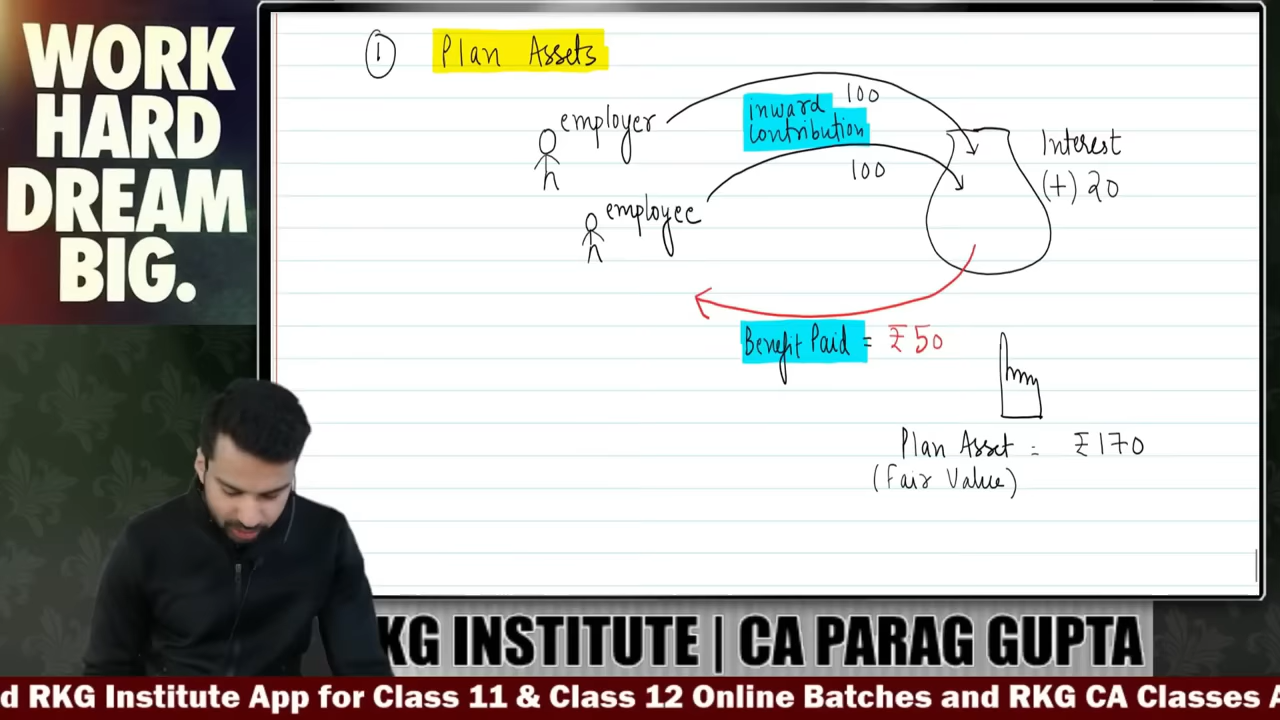 WORK
HARD
DREAM
BIG.
① Plan Assets
employer
inward
contribution
100
employee
100
Interest
(+) 20
Benefit Paid = ₹50
Plan Asset = ₹170
(Fair Value)
KG INSTITUTE | CA PARAG GUPTA
d RKG Institute App for Class 11 & Class 12 Online Batches and RKG CA Classes A